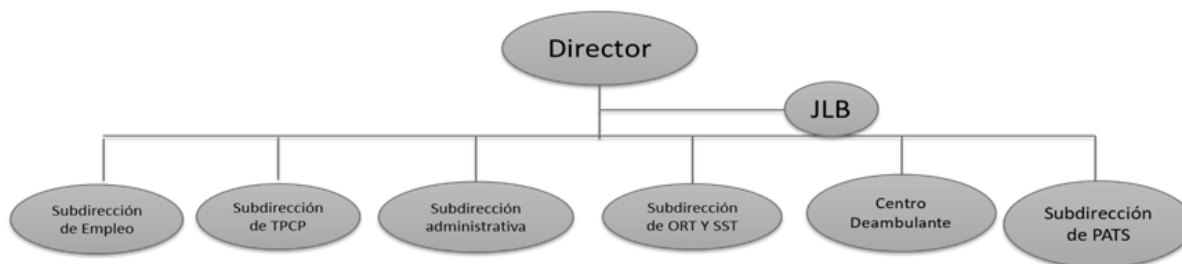 Director
JLB
Subdirección
de Empleo
Subdirección
de TPCP
Subdirección
administrativa
Subdirección
de ORT Y SST
Centro
Deambulante
Subdirección
de PATS